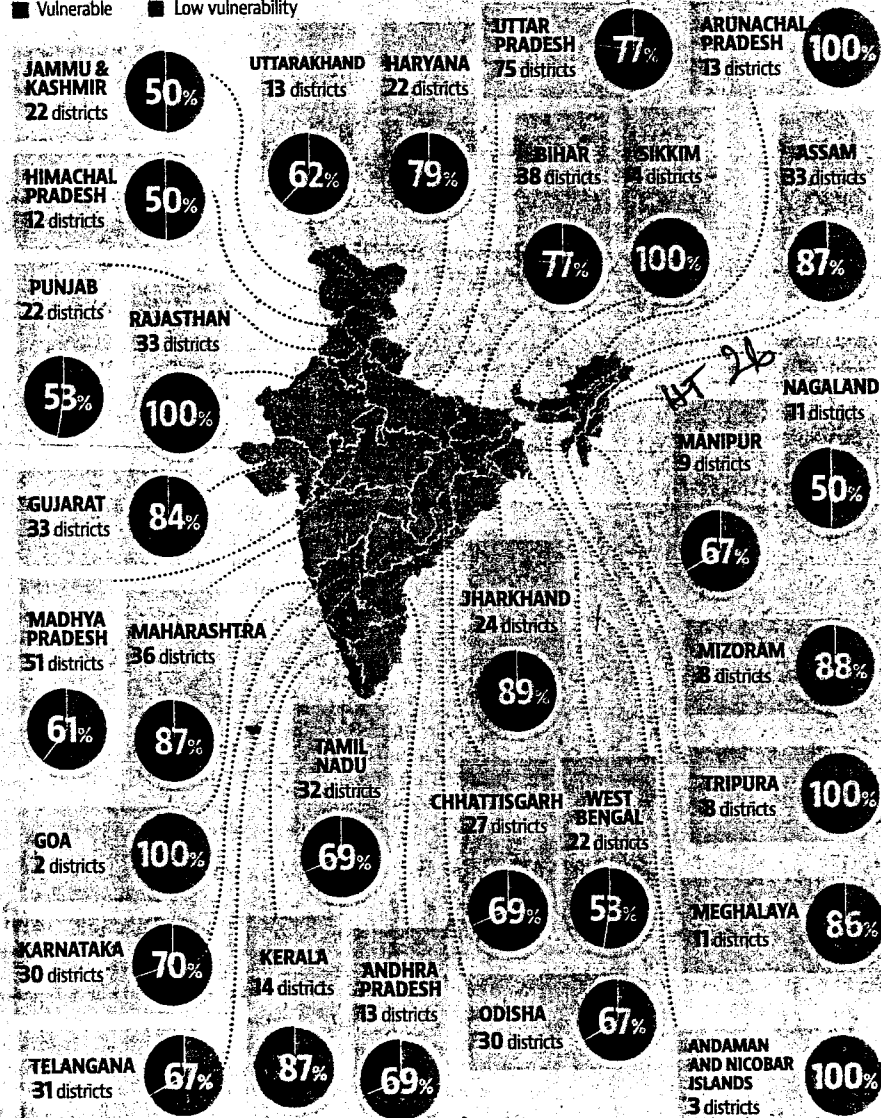 Vulnerable
Low vulnerability
JAMMU &
KASHMIR
22 districts
50%
UTTARAKHAND
13 districts
62%
HARYANA
22 districts
79%
UTTAR
PRADESH
75 districts
77%
ARUNACHAL
PRADESH
13 districts
100%
HIMACHAL
PRADESH
12 districts
50%
BIHAR
38 districts
77%
SIKKIM
4 districts
100%
ASSAM
33 districts
87%
PUNJAB
22 districts
53%
RAJASTHAN
33 districts
100%
HT 26
NAGALAND
11 districts
50%
MANIPUR
9 districts
67%
GUJARAT
33 districts
84%
MADHYA
PRADESH
51 districts
61%
MAHARASHTRA
36 districts
87%
JHARKHAND
24 districts
89%
MIZORAM
8 districts
88%
TAMIL
NADU
32 districts
69%
CHHATTISGARH
27 districts
69%
WEST
BENGAL
22 districts
53%
TRIPURA
8 districts
100%
GOA
2 districts
100%
MEGHALAYA
11 districts
86%
KARNATAKA
30 districts
70%
KERALA
14 districts
87%
ANDHRA
PRADESH
13 districts
69%
ODISHA
30 districts
67%
TELANGANA
31 districts
67%
ANDAMAN
AND NICOBAR
ISLANDS
3 districts
100%